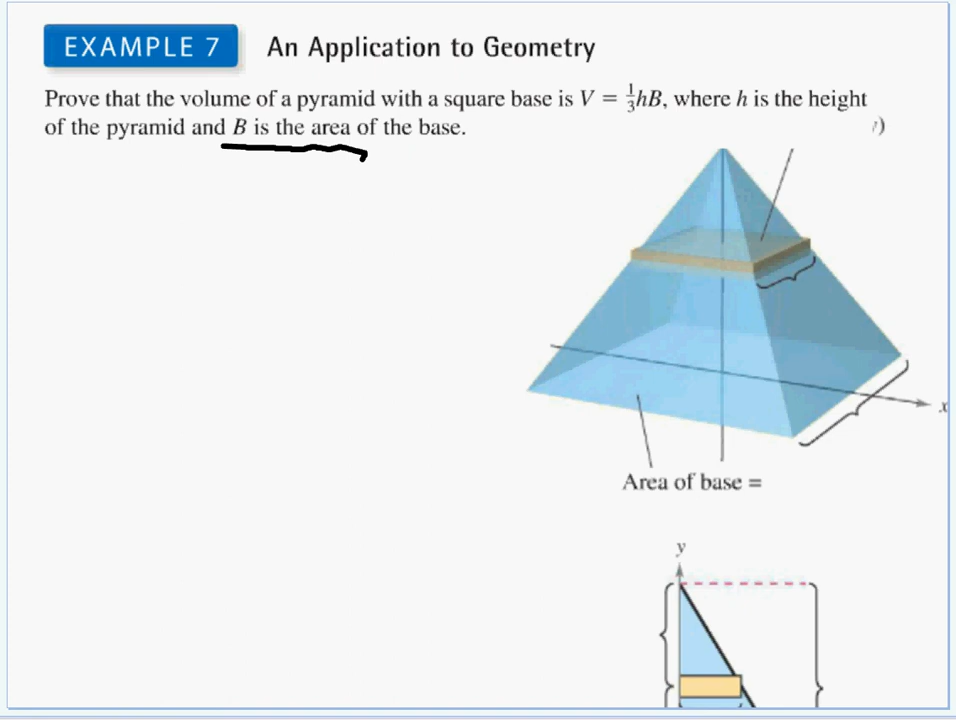 EXAMPLE 7
An Application to Geometry
Prove that the volume of a pyramid with a square base is V = 1/3hB, where h is the height
of the pyramid and B is the area of the base.
)
x
Area of base =
y